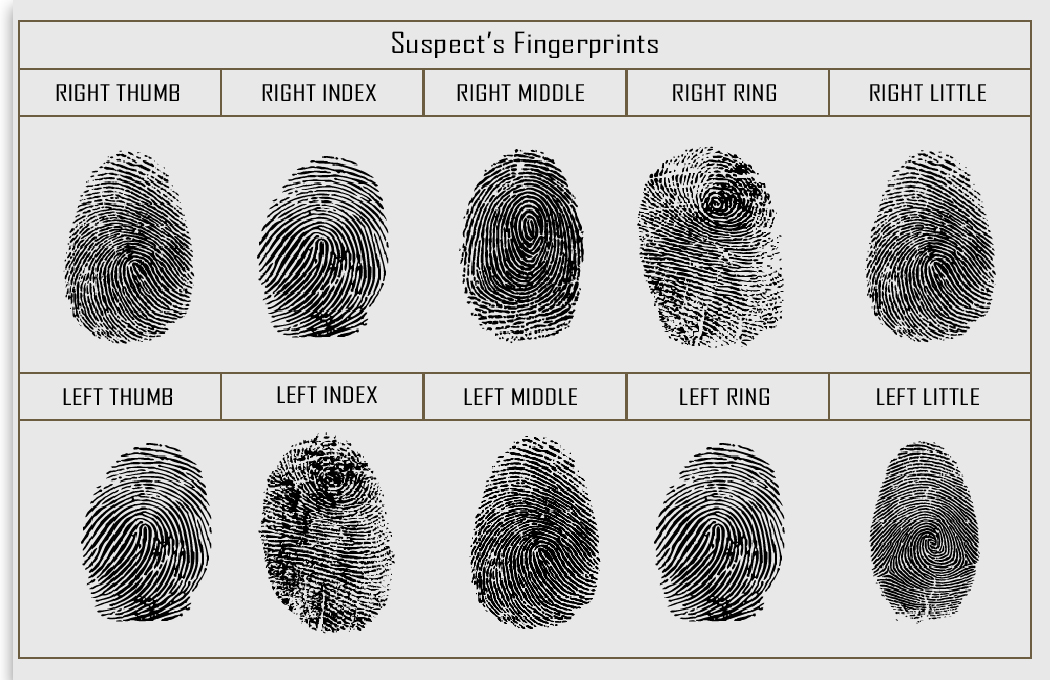 Suspect’s Fingerprints
RIGHT THUMB RIGHT INDEX RIGHT MIDDLE RIGHT RING RIGHT LITTLE
LEFT THUMB LEFT INDEX LEFT MIDDLE LEFT RING LEFT LITTLE